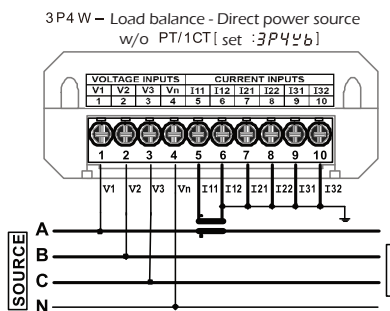 3P4W – Load balance - Direct power source
w/o PT/1CT [ set :3P4Yb]
VOLTAGE INPUTS CURRENT INPUTS
V1 V2 V3 Vn I11 I12 I21 I22 I31 I32
1 2 3 4 5 6 7 8 9 10
1 2 3 4 5 6 7 8 9 10
V1 V2 V3 Vn I11 I12 I21 I22 I31 I32
SOURCE
A
B
C
N